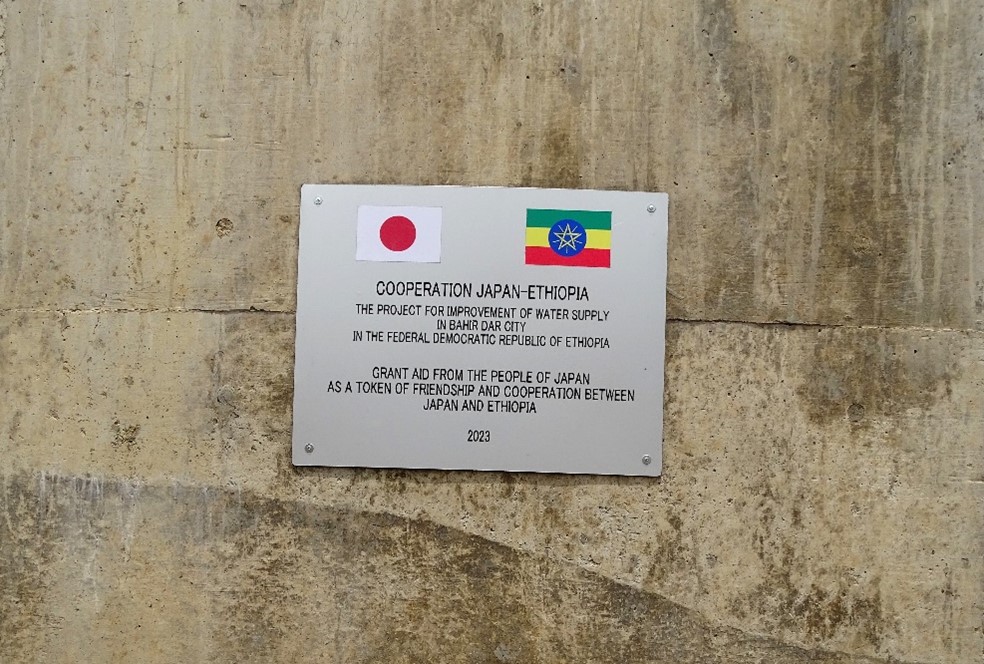 COOPERATION JAPAN-ETHIOPIA
THE PROJECT FOR IMPROVEMENT OF WATER SUPPLY
IN BAHIR DAR CITY
IN THE FEDERAL DEMOCRATIC REPUBLIC OF ETHIOPIA
GRANT AID FROM THE PEOPLE OF JAPAN
AS A TOKEN OF FRIENDSHIP AND COOPERATION BETWEEN
JAPAN AND ETHIOPIA
2023